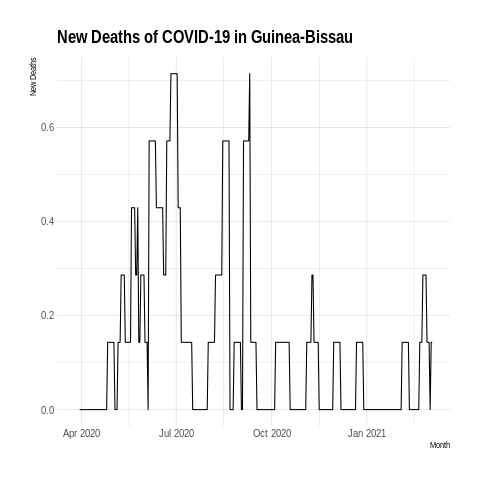 New Deaths of COVID-19 in Guinea-Bissau
New Deaths
0.6
0.4
0.2
0.0
Apr 2020 Jul 2020 Oct 2020 Jan 2021
Month